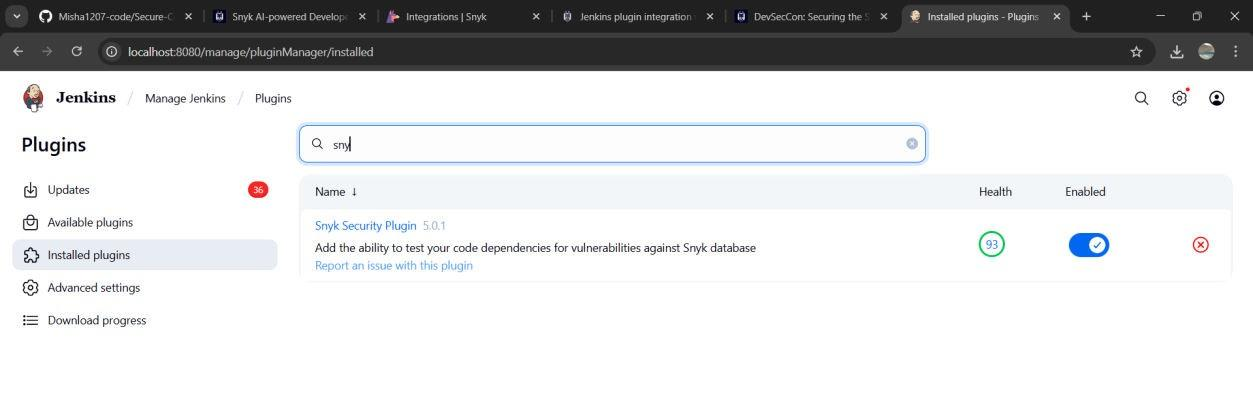 Misha1207-code/Secure-C
Snyk AI-powered Develope
Integrations | Snyk
Jenkins plugin integration
DevSecCon: Securing the S
Installed plugins - Plugins
localhost:8080/manage/pluginManager/installed
Jenkins / Manage Jenkins / Plugins
Plugins
sny
Updates 36
Available plugins
Installed plugins
Advanced settings
Download progress
Name ↓ Health Enabled
Snyk Security Plugin 5.0.1
Add the ability to test your code dependencies for vulnerabilities against Snyk database
Report an issue with this plugin
93